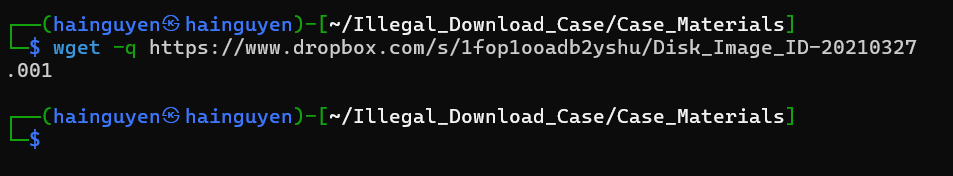 ┌──(hainguyen㉿hainguyen)-[~/Illegal_Download_Case/Case_Materials]
└─$ wget -q https://www.dropbox.com/s/1fop1ooadb2yshu/Disk_Image_ID-20210327
.001
┌──(hainguyen㉿hainguyen)-[~/Illegal_Download_Case/Case_Materials]
└─$